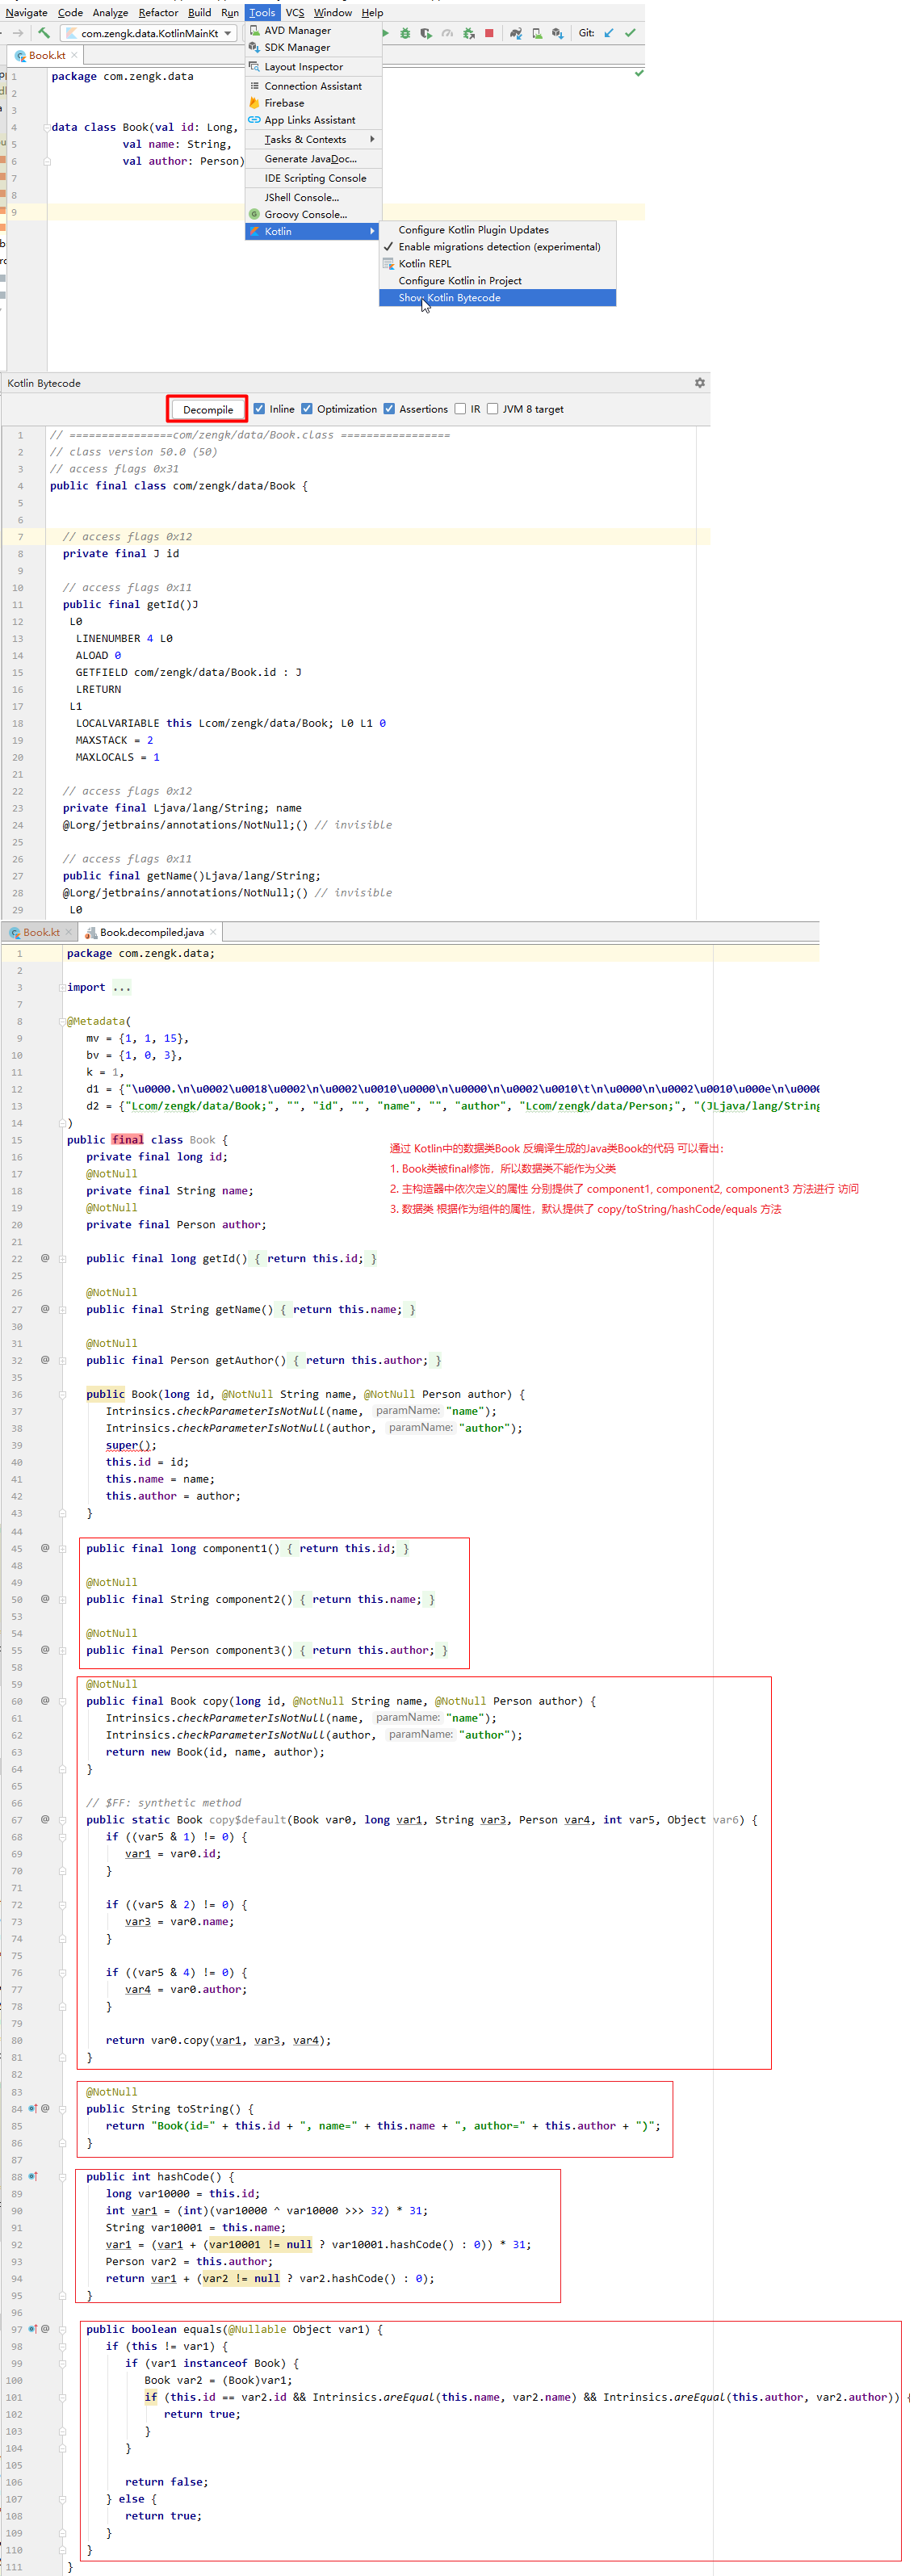 Navigate Code Analyze Refactor Build Run Tools VCS Window Help
com.zengk.data.KotlinMainKt Git:
AVD Manager
SDK Manager
Layout Inspector
Connection Assistant
Firebase
App Links Assistant
Tasks & Contexts
Generate JavaDoc...
IDE Scripting Console
JShell Console...
Groovy Console...
Kotlin
Configure Kotlin Plugin Updates
Enable migrations detection (experimental)
Kotlin REPL
Configure Kotlin in Project
Show Kotlin Bytecode
Book.kt
1 package com.zengk.data
2
3
4 data class Book(val id: Long,
5 val name: String,
6 val author: Person)
7
8
9
Kotlin Bytecode
Decompile Inline Optimization Assertions IR JVM 8 target
1 // ================com/zengk/data/Book.class =================
2 // class version 50.0 (50)
3 // access flags 0x31
4 public final class com/zengk/data/Book {
5
6
7 // access flags 0x12
8 private final J id
9
10 // access flags 0x11
11 public final getId()J
12 L0
13 LINENUMBER 4 L0
14 ALOAD 0
15 GETFIELD com/zengk/data/Book.id : J
16 LRETURN
17 L1
18 LOCALVARIABLE this Lcom/zengk/data/Book; L0 L1 0
19 MAXSTACK = 2
20 MAXLOCALS = 1
21
22 // access flags 0x12
23 private final Ljava/lang/String; name
24 @Lorg/jetbrains/annotations/NotNull;() // invisible
25
26 // access flags 0x11
27 public final getName()Ljava/lang/String;
28 @Lorg/jetbrains/annotations/NotNull;() // invisible
29 L0
Book.kt Book.decompiled.java
1 package com.zengk.data;
2
3 import ...
7
8 @Metadata(
9 mv = {1, 1, 15},
10 bv = {1, 0, 3},
11 k = 1,
12 d1 = {"\u0000.\n\u0002\u0018\u0002\n\u0002\u0010\u0000\n\u0000\n\u0002\u0010\t\n\u0000\n\u0002\u0010\u000e\n\u0000
13 d2 = {"Lcom/zengk/data/Book;", "", "id", "", "name", "", "author", "Lcom/zengk/data/Person;", "(JLjava/lang/String
14 )
15 public final class Book {
通过 Kotlin中的数据类Book 反编译生成的Java类Book的代码 可以看出:
16 private final long id;
1. Book类被final修饰, 所以数据类不能作为父类
17 @NotNull
18 private final String name;
2. 主构造器中依次定义的属性 分别提供了 component1, component2, component3 方法进行 访问
19 @NotNull
3. 数据类 根据作为组件的属性, 默认提供了 copy/toString/hashCode/equals 方法
20 private final Person author;
21
22 public final long getId() { return this.id; }
25
26 @NotNull
27 public final String getName() { return this.name; }
30
31 @NotNull
32 public final Person getAuthor() { return this.author; }
35
36 public Book(long id, @NotNull String name, @NotNull Person author) {
37 Intrinsics.checkParameterIsNotNull(name, paramName: "name");
38 Intrinsics.checkParameterIsNotNull(author, paramName: "author");
39 super();
40 this.id = id;
41 this.name = name;
42 this.author = author;
43 }
44
45 public final long component1() { return this.id; }
48
49 @NotNull
50 public final String component2() { return this.name; }
53
54 @NotNull
55 public final Person component3() { return this.author; }
58
59 @NotNull
60 public final Book copy(long id, @NotNull String name, @NotNull Person author) {
61 Intrinsics.checkParameterIsNotNull(name, paramName: "name");
62 Intrinsics.checkParameterIsNotNull(author, paramName: "author");
63 return new Book(id, name, author);
64 }
65
66 // $FF: synthetic method
67 public static Book copy$default(Book var0, long var1, String var3, Person var4, int var5, Object var6) {
68 if ((var5 & 1) != 0) {
69 var1 = var0.id;
70 }
71
72 if ((var5 & 2) != 0) {
73 var3 = var0.name;
74 }
75
76 if ((var5 & 4) != 0) {
77 var4 = var0.author;
78 }
79
80 return var0.copy(var1, var3, var4);
81 }
82
83 @NotNull
84 public String toString() {
85 return "Book(id=" + this.id + ", name=" + this.name + ", author=" + this.author + ")";
86 }
87
88 public int hashCode() {
89 long var10000 = this.id;
90 int var1 = (int)(var10000 ^ var10000 >>> 32) * 31;
91 String var10001 = this.name;
92 var1 = (var1 + (var10001 != null ? var10001.hashCode() : 0)) * 31;
93 Person var2 = this.author;
94 return var1 + (var2 != null ? var2.hashCode() : 0);
95 }
96
97 public boolean equals(@Nullable Object var1) {
98 if (this != var1) {
99 if (var1 instanceof Book) {
100 Book var2 = (Book)var1;
101 if (this.id == var2.id && Intrinsics.areEqual(this.name, var2.name) && Intrinsics.areEqual(this.author, var2.author)) {
102 return true;
103 }
104 }
105
106 return false;
107 } else {
108 return true;
109 }
110 }
111 }